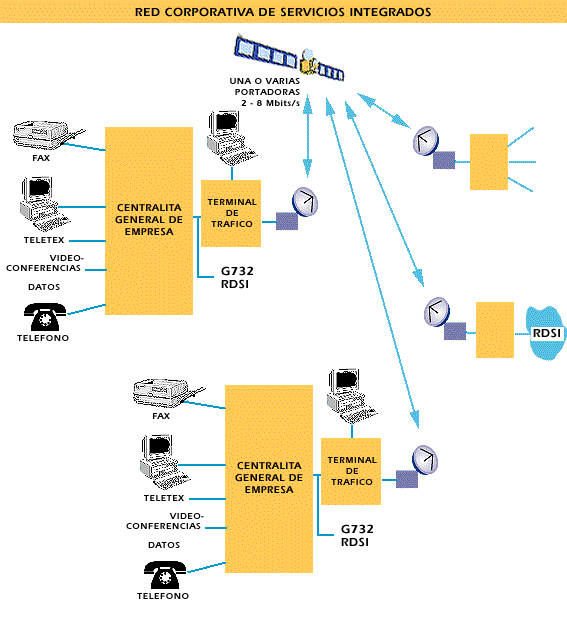 RED CORPORATIVA DE SERVICIOS INTEGRADOS
UNA O VARIAS
PORTADORAS
2 - 8 Mbits/s
FAX
CENTRALITA
GENERAL DE
EMPRESA
TERMINAL
DE
TRAFICO
TELETEX
VIDEO-
CONFERENCIAS
G732
RDSI
DATOS
TELEFONO
RDSI
FAX
CENTRALITA
GENERAL DE
EMPRESA
TERMINAL
DE
TRAFICO
TELETEX
VIDEO-
CONFERENCIAS
G732
RDSI
DATOS
TELEFONO